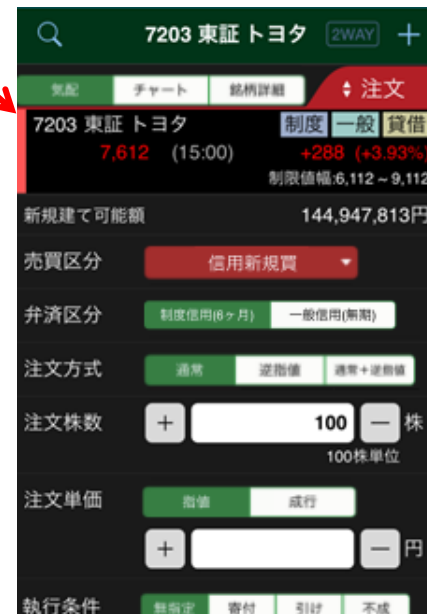 7203 東証 トヨタ 2WAY
気配 チャート 銘柄詳細 注文
7203 東証 トヨタ 制度 一般 貸借
7,612 (15:00) +288 (+3.93%)
制限値幅:6,112～9,112
新規建て可能額 144,947,813円
売買区分 信用新規買
弁済区分 制度信用(6ヶ月) 一般信用(無期)
注文方式 通常 逆指値 通常+逆指値
注文株数 + 100 － 株
100株単位
注文単価 指値 成行
+ － 円
執行条件 無指定 寄付 引け 不成